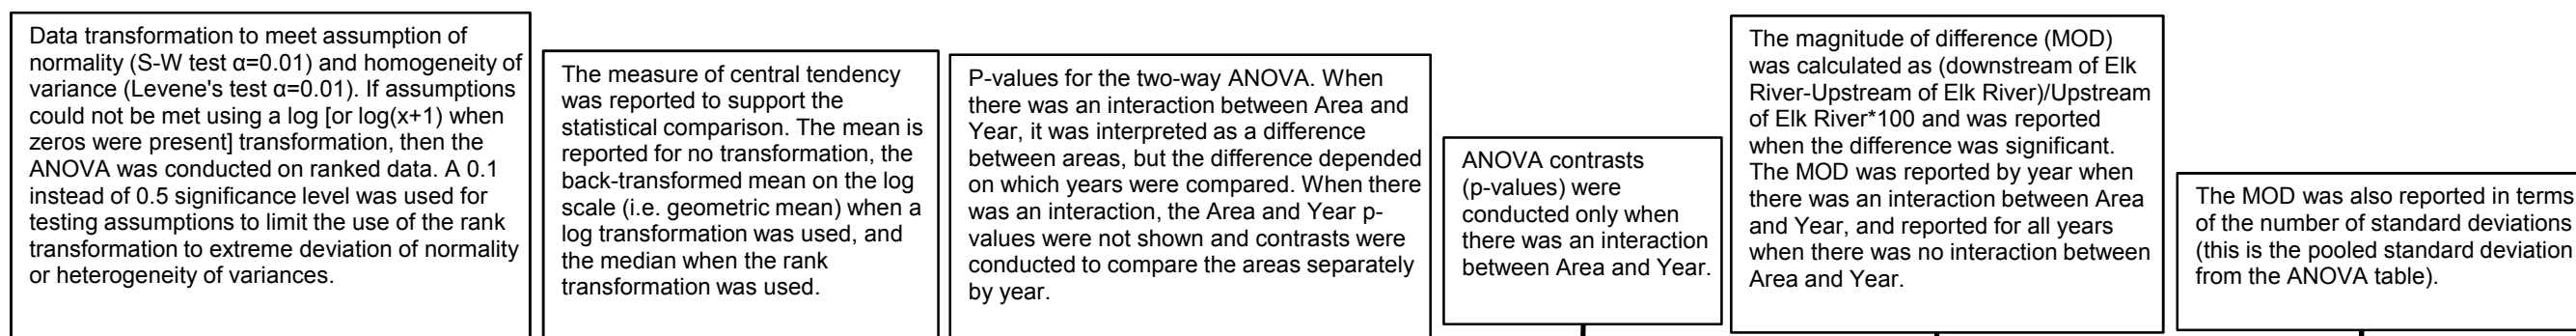 Data transformation to meet assumption of
normality (S-W test α=0.01) and homogeneity of
variance (Levene's test α=0.01). If assumptions
could not be met using a log [or log(x+1) when
zeros were present] transformation, then the
ANOVA was conducted on ranked data. A 0.1
instead of 0.5 significance level was used for
testing assumptions to limit the use of the rank
transformation to extreme deviation of normality
or heterogeneity of variances.
The measure of central tendency
was reported to support the
statistical comparison. The mean is
reported for no transformation, the
back-transformed mean on the log
scale (i.e. geometric mean) when a
log transformation was used, and
the median when the rank
transformation was used.
P-values for the two-way ANOVA. When
there was an interaction between Area and
Year, it was interpreted as a difference
between areas, but the difference depended
on which years were compared. When there
was an interaction, the Area and Year p-
values were not shown and contrasts were
conducted to compare the areas separately
by year.
ANOVA contrasts
(p-values) were
conducted only when
there was an interaction
between Area and Year.
The magnitude of difference (MOD)
was calculated as (downstream of Elk
River-Upstream of Elk River)/Upstream
of Elk River*100 and was reported
when the difference was significant.
The MOD was reported by year when
there was an interaction between Area
and Year, and reported for all years
when there was no interaction between
Area and Year.
The MOD was also reported in terms
of the number of standard deviations
(this is the pooled standard deviation
from the ANOVA table).